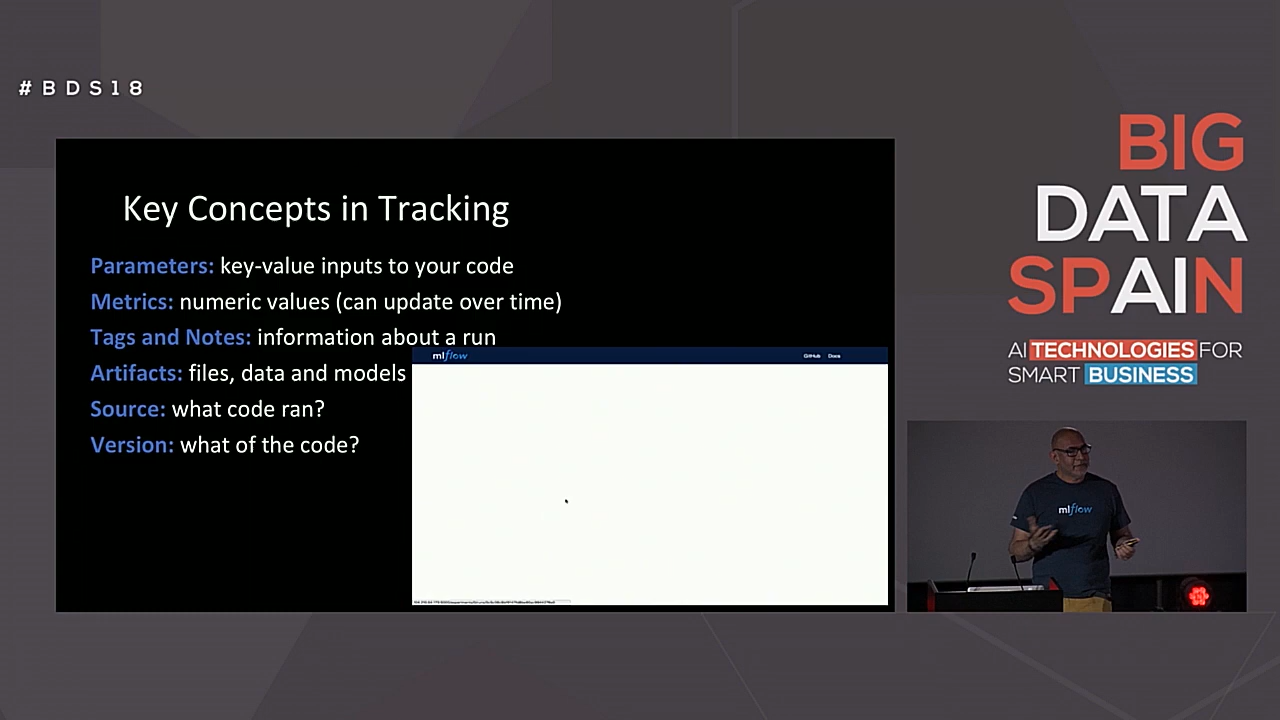 #BDS18
Key Concepts in Tracking
Parameters: key-value inputs to your code
Metrics: numeric values (can update over time)
Tags and Notes: information about a run
Artifacts: files, data and models
Source: what code ran?
Version: what of the code?
mlflow
GitHub Docs
BIG
DATA
SPAIN
AI TECHNOLOGIES FOR
SMART BUSINESS
mlflow